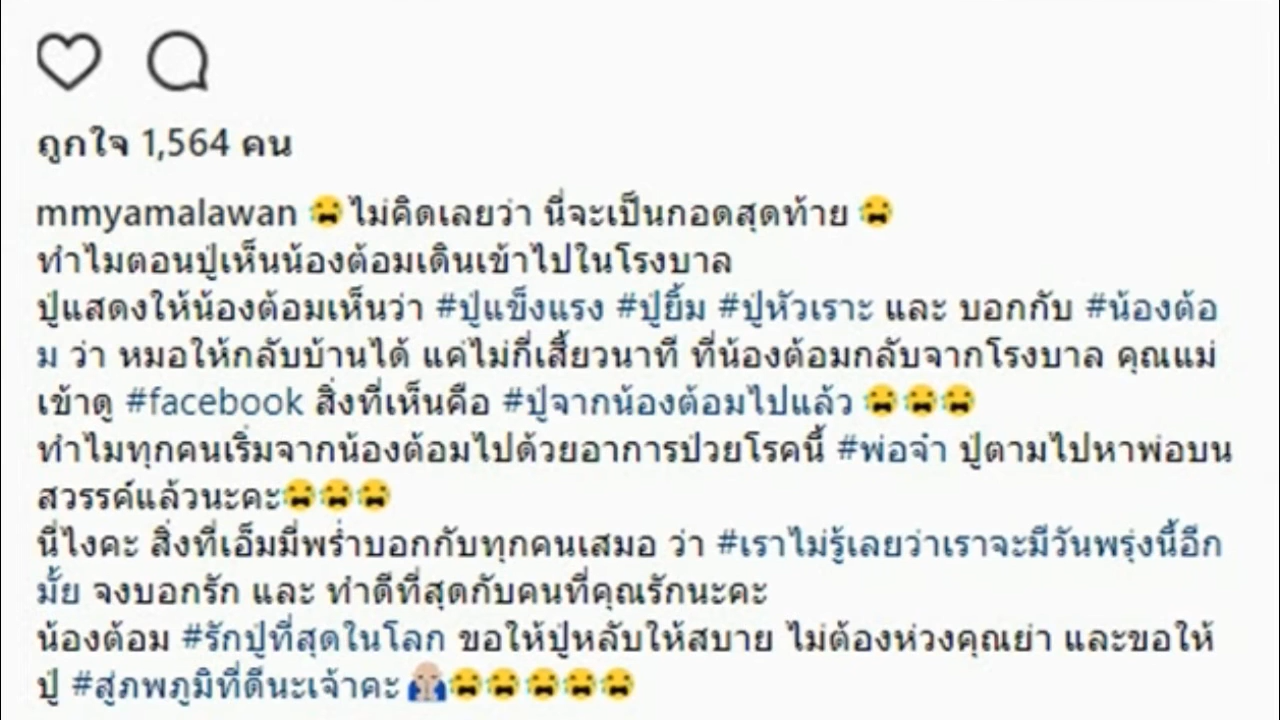 ถูกใจ 1,564 คน
mmyamalawan 😭ไม่คิดเลยว่า นี่จะเป็นกอดสุดท้าย 😭
ทำไมตอนปู่เห็นน้องต้อมเดินเข้าไปในโรงบาล
ปู่แสดงให้น้องต้อมเห็นว่า #ปู่แข็งแรง #ปู่ยิ้ม #ปู่หัวเราะ และ บอกกับ #น้องต้อ
ม ว่า หมอให้กลับบ้านได้ แค่ไม่กี่เสี้ยวนาที ที่น้องต้อมกลับจากโรงบาล คุณแม่
เข้าดู #facebook สิ่งที่เห็นคือ #ปู่จากน้องต้อมไปแล้ว 😭😭😭
ทำไมทุกคนเริ่มจากน้องต้อมไปด้วยอาการป่วยโรคนี้ #พ่อจ๋า ปู่ตามไปหาพ่อบน
สวรรค์แล้วนะคะ😭😭😭
นี่ไงคะ สิ่งที่เอ็มมี่พร่ำบอกกับทุกคนเสมอ ว่า #เราไม่รู้เลยว่าเราจะมีวันพรุ่งนี้อีก
มั้ย จงบอกรัก และ ทำดีที่สุดกับคนที่คุณรักนะคะ
น้องต้อม #รักปู่ที่สุดในโลก ขอให้ปู่หลับให้สบาย ไม่ต้องห่วงคุณย่า และขอให้
ปู่ #สู่ภพภูมิที่ดีนะเจ้าคะ🙏🏼😭😭😭😭😭